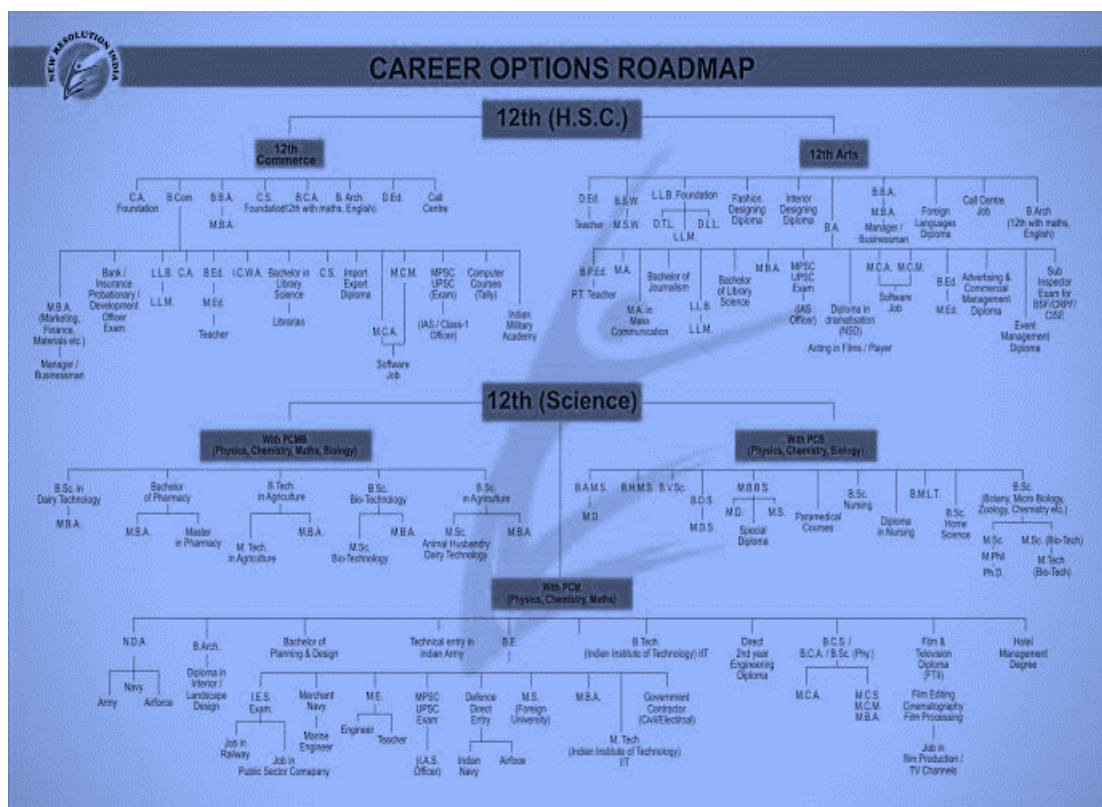 NEW RESOLUTION INDIA
CAREER OPTIONS ROADMAP
12th (H.S.C.)
12th
Commerce
12th Arts
C.A.
Foundation
B.Com
B.B.A.
M.B.A.
C.S.
Foundation
B.C.A.
(12th with maths, English)
B. Arch
D.Ed.
Call
Centre
M.B.A.
(Marketing,
Finance,
Materials etc.)
Manager /
Businessman
Bank /
Insurance
Probationary /
Development
Officer
Exam
L.L.B.
L.L.M.
C.A.
B.Ed.
M.Ed.
Teacher
I.C.W.A.
Bachelor in
Library
Science
Librarian
C.S.
Import
Export
Diploma
M.C.M.
M.C.A.
Software
Job
MPSC
UPSC
(Exam)
(IAS / Class-1
Officer)
Computer
Courses
(Tally)
Indian
Military
Academy
D.Ed.
Teacher
B.S.W.
M.S.W.
L.L.B. Foundation
D.T.L.
D.L.L.
L.L.M.
Fashion
Designing
Diploma
Interior
Designing
Diploma
B.A.
B.B.A.
M.B.A.
Manager /
Businessman
Foreign
Languages
Diploma
Call Centre
Job
B.Arch
(12th with maths,
English)
B.P.Ed.
P.T. Teacher
M.A.
M.A. in
Main
Communication
Bachelor of
Journalism
L.L.B.
L.L.M.
Bachelor
of Library
Science
M.B.A.
MPSC
UPSC
Exam
(IAS
Officer)
Diploma in
dramatisation
(NSD)
Acting in Films / Player
M.C.A.
M.C.M.
Software
Job
B.Ed.
M.Ed.
Advertising &
Commercial
Management
Diploma
Event
Management
Diploma
Sub
Inspector
Exam for
BSF/CRPF/
CISE
12th (Science)
With PCMB
(Physics, Chemistry, Maths, Biology)
With PCB
(Physics, Chemistry, Biology)
B.Sc. in
Dairy Technology
M.B.A.
Bachelor
of Pharmacy
M.B.A.
Master
in Pharmacy
B.Tech.
in Agriculture
M. Tech.
in Agriculture
M.B.A.
B.Sc.
Bio-Technology
M.Sc.
Bio-Technology
M.B.A.
B.Sc.
in Agriculture
M.Sc.
Animal Husbandry
Dairy Technology
M.B.A.
B.A.M.S.
M.D.
B.H.M.S.
B.V.Sc.
B.D.S
M.D.S.
M.B.B.S.
M.D.
M.S.
Special
Diploma
Paramedical
Courses
B.Sc.
Nursing
Diploma
in Nursing
B.M.L.T.
B.Sc.
Home
Science
B.Sc.
(Botany, Micro Biology,
Zoology, Chemistry etc.)
M.Sc.
M.Phil
Ph.D.
M.Sc. (Bio-Tech)
M.Tech
(Bio-Tech)
With PCM
(Physics, Chemistry, Maths)
N.D.A.
Army
Navy
Airforce
B.Arch.
Diploma in
Interior /
Landscape
Design
Bachelor of
Planning & Design
Technical entry in
Indian Army
B.E.
B.Tech.
(Indian Institute of Technology) IIT
Direct
2nd year
Engineering
Diploma
B.C.S. /
B.C.A. / B.Sc. (Phy.)
M.C.A.
M.C.S.
M.C.M.
M.B.A.
Film &
Television
Diploma
(FTII)
Film Editing
Cinematography
Film Processing
Job in
film Production /
TV Channels
Hotel
Management
Degree
I.E.S.
Exam.
Job in
Railway
Job in
Public Sector Comapany
Merchant
Navy
Marine
Engineer
M.E.
Engineer
Teacher
MPSC
UPSC
Exam
(I.A.S.
Officer)
Defence
Direct
Entry
Indian
Navy
Airfoce
M.S.
(Foreign
University)
M.B.A.
M. Tech
(Indian Institute of Technology)
IIT
Government
Contractor
(Civil/Electircal)